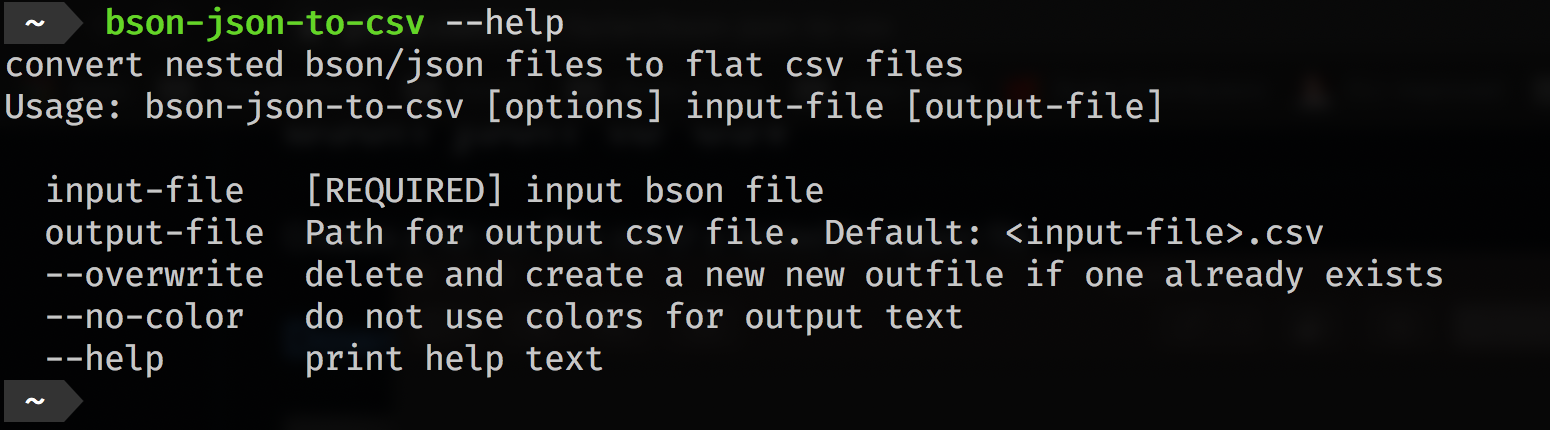 ~ bson-json-to-csv --help
convert nested bson/json files to flat csv files
Usage: bson-json-to-csv [options] input-file [output-file]
input-file [REQUIRED] input bson file
output-file Path for output csv file. Default: <input-file>.csv
--overwrite delete and create a new new outfile if one already exists
--no-color do not use colors for output text
--help print help text
~